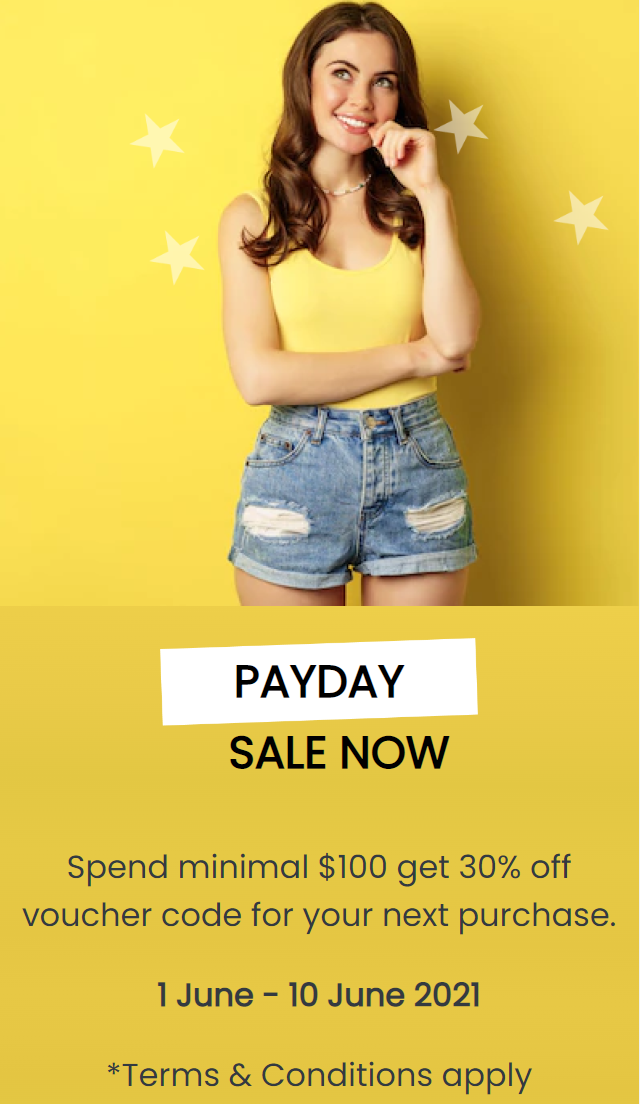 PAYDAY
SALE NOW
Spend minimal $100 get 30% off
voucher code for your next purchase.
1 June - 10 June 2021
*Terms & Conditions apply